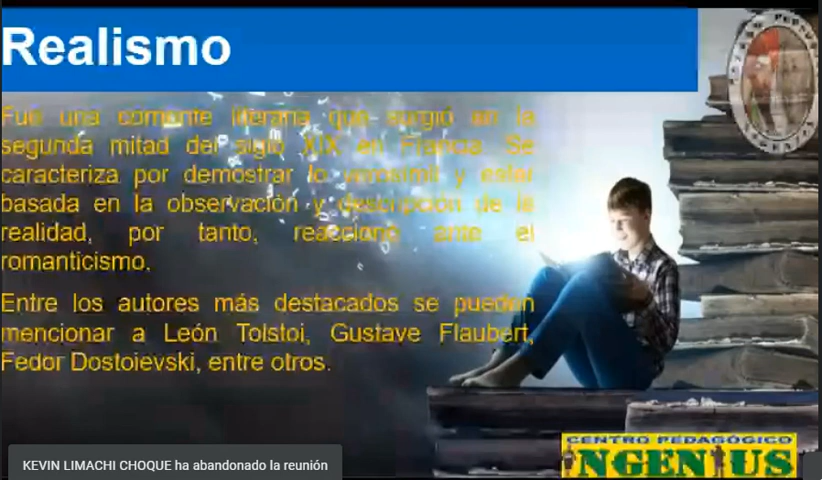 Realismo
Fue una corriente literaria que surgió en la
segunda mitad del siglo XIX en Francia. Se
caracteriza por demostrar lo verosímil y estar
basada en la observación y descripción de la
realidad, por tanto, reaccionó ante el
romanticismo.
Entre los autores más destacados se pueden
mencionar a León Tolstoi, Gustave Flaubert,
Fedor Dostoievski, entre otros.
CENTRO PEDAGÓGICO
INGENIUS
KEVIN LIMACHI CHOQUE ha abandonado la reunión